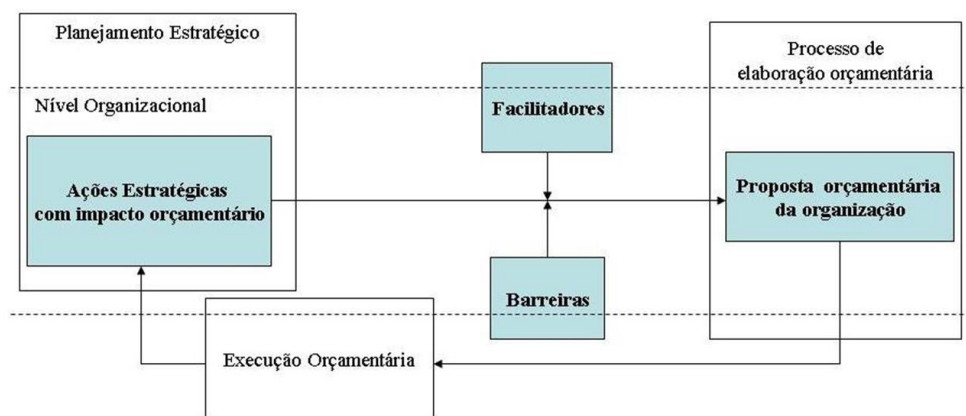 Planejamento Estratégico
Nível Organizacional
Ações Estratégicas
com impacto orçamentário
Facilitadores
Barreiras
Processo de
elaboração orçamentária
Proposta orçamentária
da organização
Execução Orçamentária